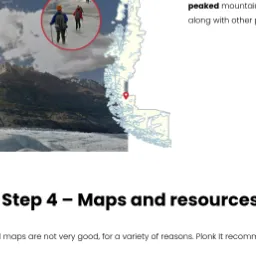 peaked mountain
along with other
Step 4 – Maps and resources
maps are not very good, for a variety of reasons. Plonk It recom